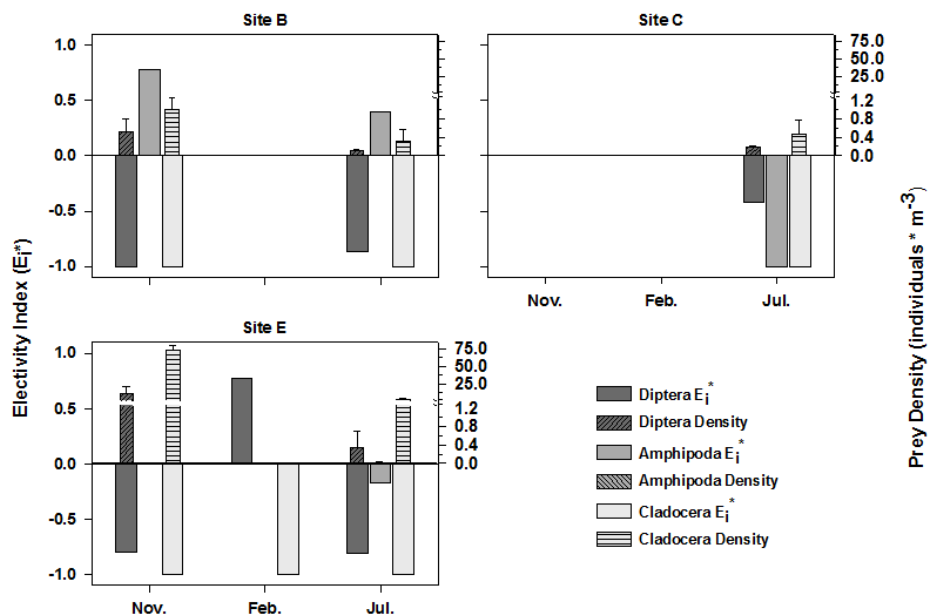 Site B
Site C
1.0
0.5
0.0
-0.5
-1.0
75.0
50.0
25.0
1.2
0.8
0.4
0.0
Nov.
Feb.
Jul.
Site E
1.0
0.5
0.0
-0.5
-1.0
75.0
50.0
25.0
1.2
0.8
0.4
0.0
Nov.
Feb.
Jul.
Electivity Index (Ei*)
Prey Density (individuals * m-3)
Diptera Ei*
Diptera Density
Amphipoda Ei*
Amphipoda Density
Cladocera Ei*
Cladocera Density